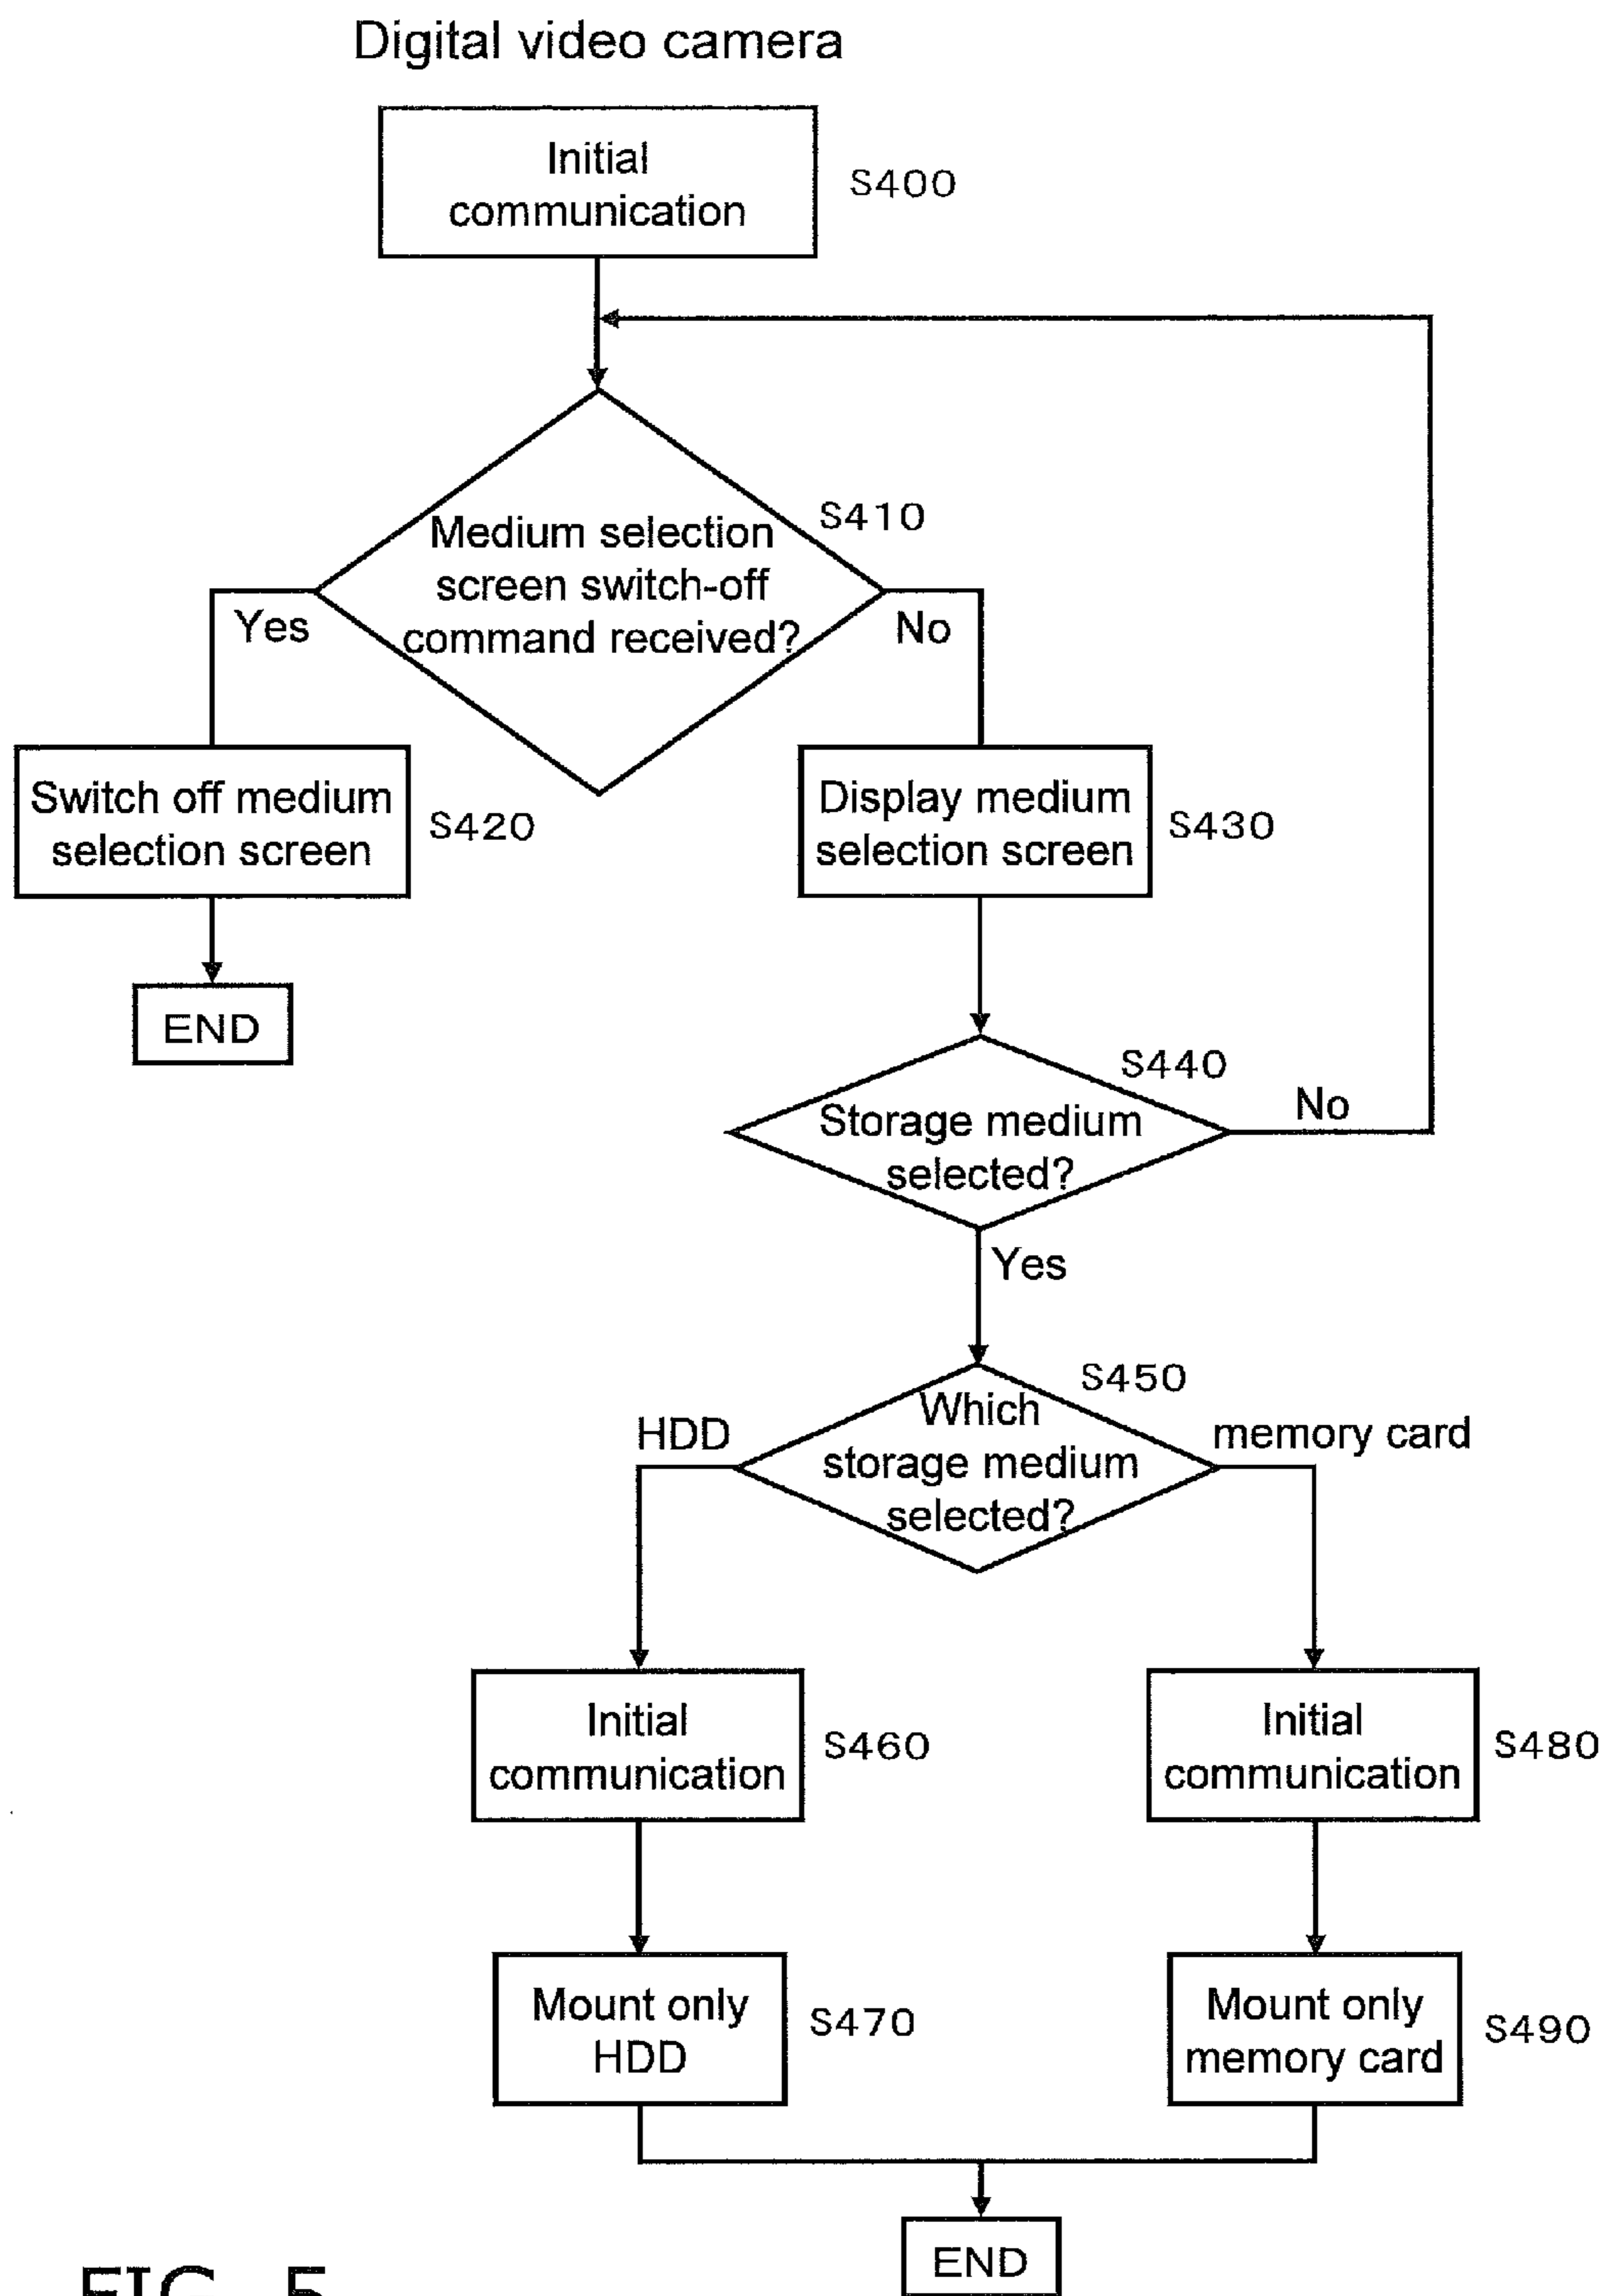 Digital video camera
Initial
communication
S400
S410
Medium selection
screen switch-off
command received?
Yes
No
Switch off medium
selection screen
S420
Display medium
selection screen
S430
END
S440
Storage medium
selected?
No
Yes
S450
Which
storage medium
selected?
HDD
memory card
Initial
communication
S460
Initial
communication
S480
Mount only
HDD
S470
Mount only
memory card
S490
END
FIG. 5